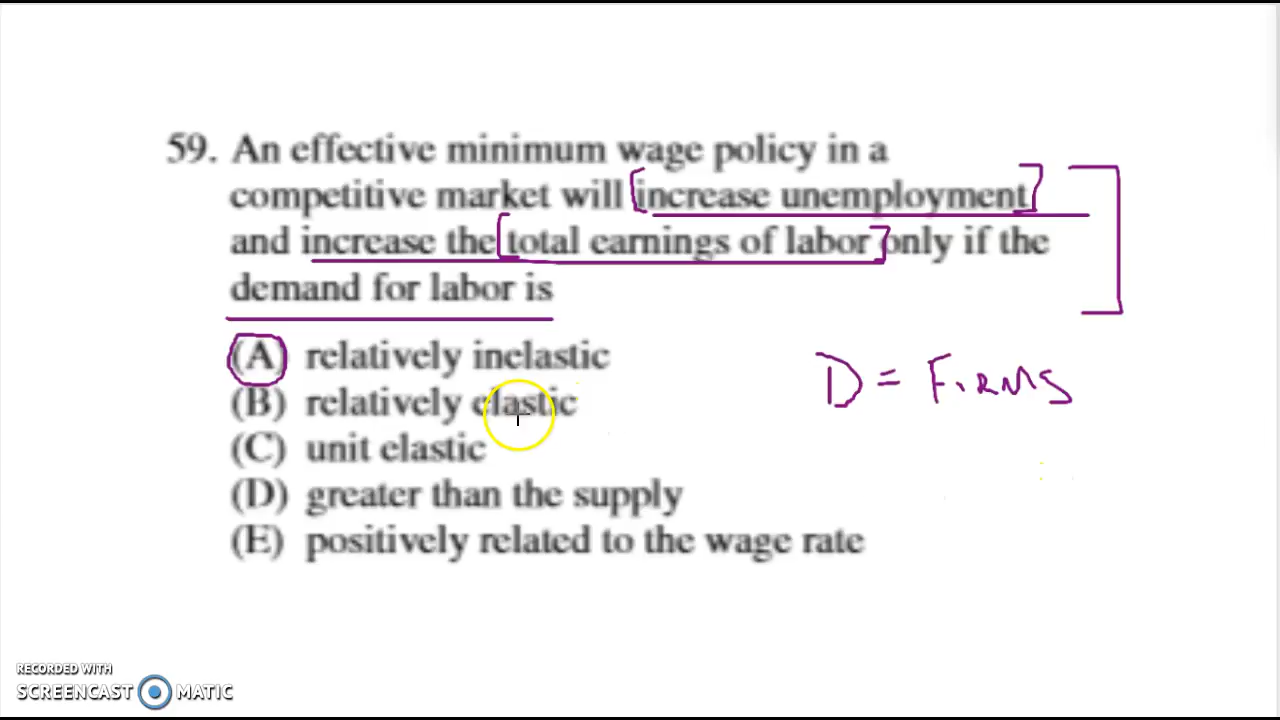 59. An effective minimum wage policy in a
competitive market will increase unemployment
and increase the total earnings of labor only if the
demand for labor is
(A) relatively inelastic
(B) relatively elastic
D = FIRMS
(C) unit elastic
(D) greater than the supply
(E) positively related to the wage rate
RECORDED WITH
SCREENCAST MATIC